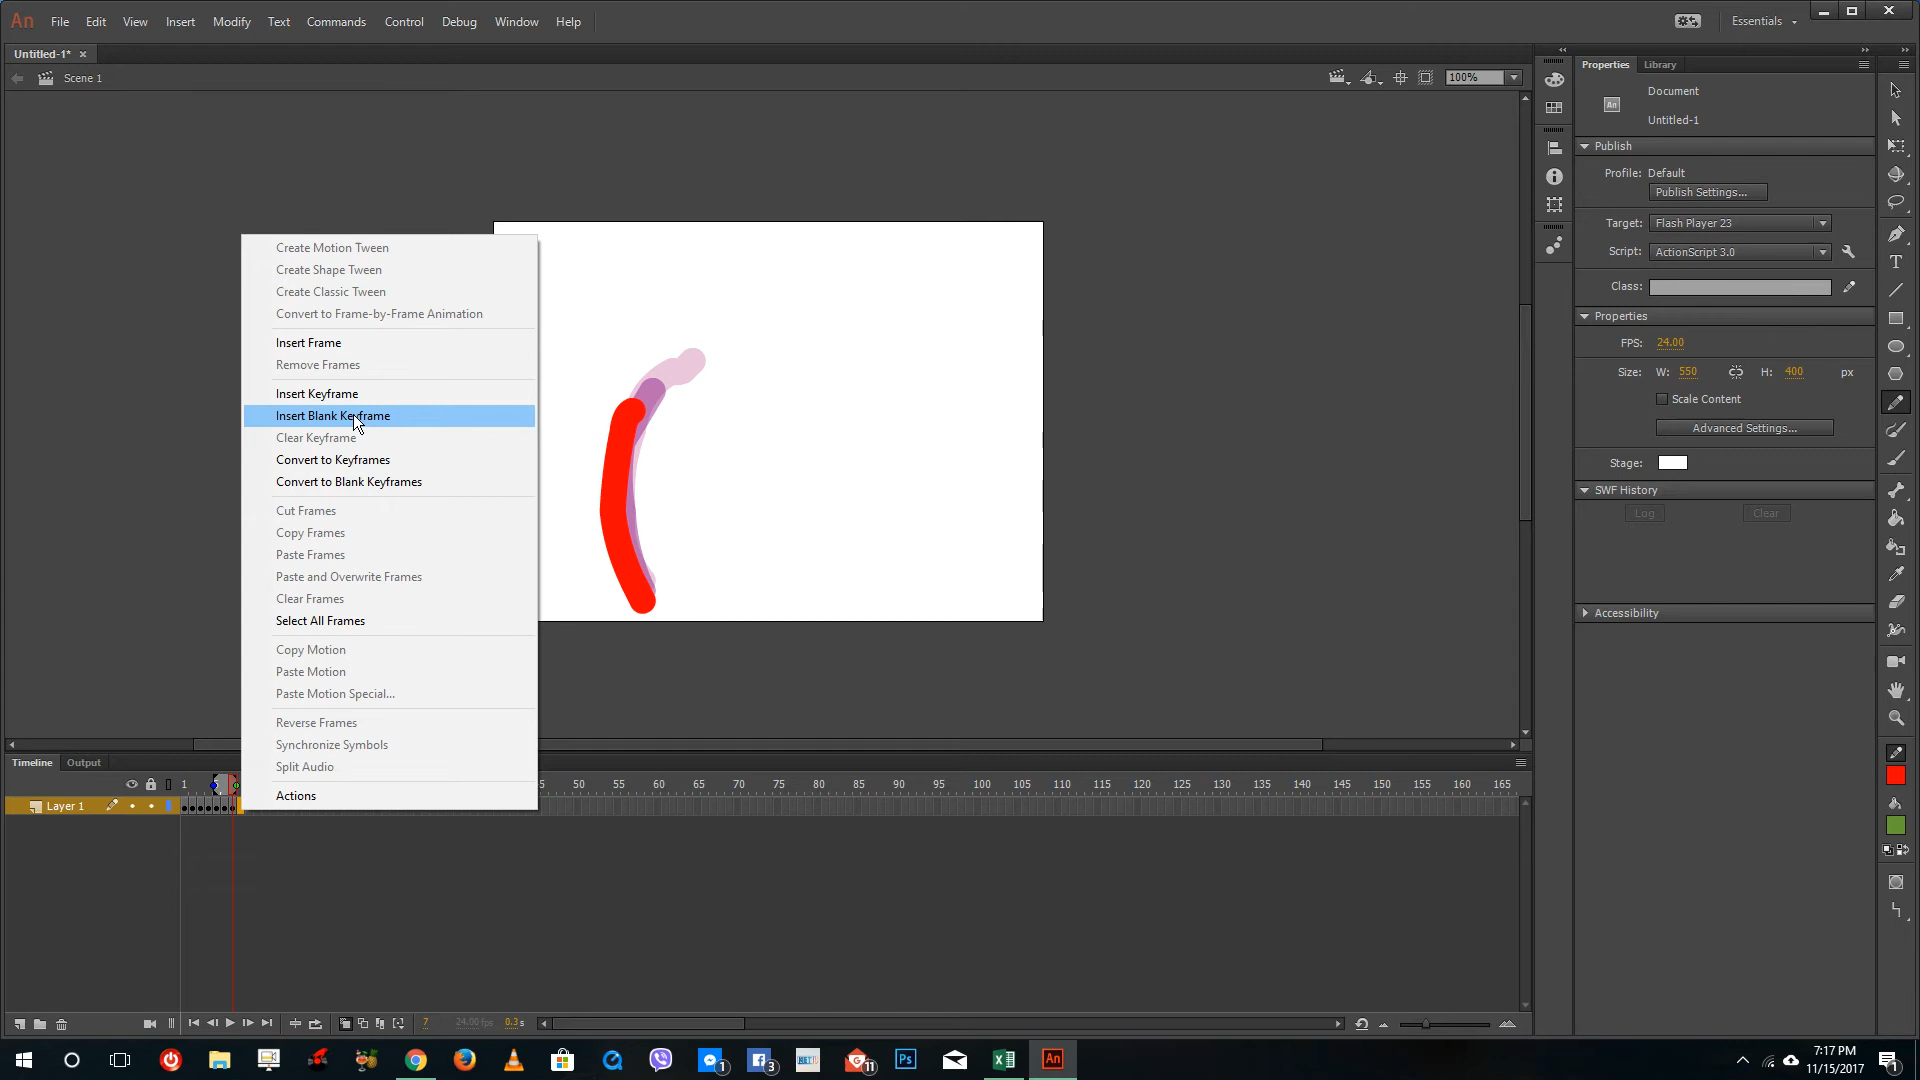 An File Edit View Insert Modify Text Commands Control Debug Window Help Essentials
Untitled-1* ×
Scene 1 100%
Properties Library
Document
An
Untitled-1
Publish
Profile: Default
Publish Settings...
Target: Flash Player 23
Script: ActionScript 3.0
Class:
Properties
FPS: 24.00
Size: W: 550 H: 400 px
Scale Content
Advanced Settings...
Stage:
SWF History
Log Clear
Accessibility
Create Motion Tween
Create Shape Tween
Create Classic Tween
Convert to Frame-by-Frame Animation
Insert Frame
Remove Frames
Insert Keyframe
Insert Blank Keyframe
Clear Keyframe
Convert to Keyframes
Convert to Blank Keyframes
Cut Frames
Copy Frames
Paste Frames
Paste and Overwrite Frames
Clear Frames
Select All Frames
Copy Motion
Paste Motion
Paste Motion Special...
Reverse Frames
Synchronize Symbols
Split Audio
Actions
Timeline Output
1 5 50 55 60 65 70 75 80 85 90 95 100 105 110 115 120 125 130 135 140 145 150 155 160 165
Layer 1
7 24.00 fps 0.3 s
1 3 11 Ps An
7:17 PM
11/15/2017
1